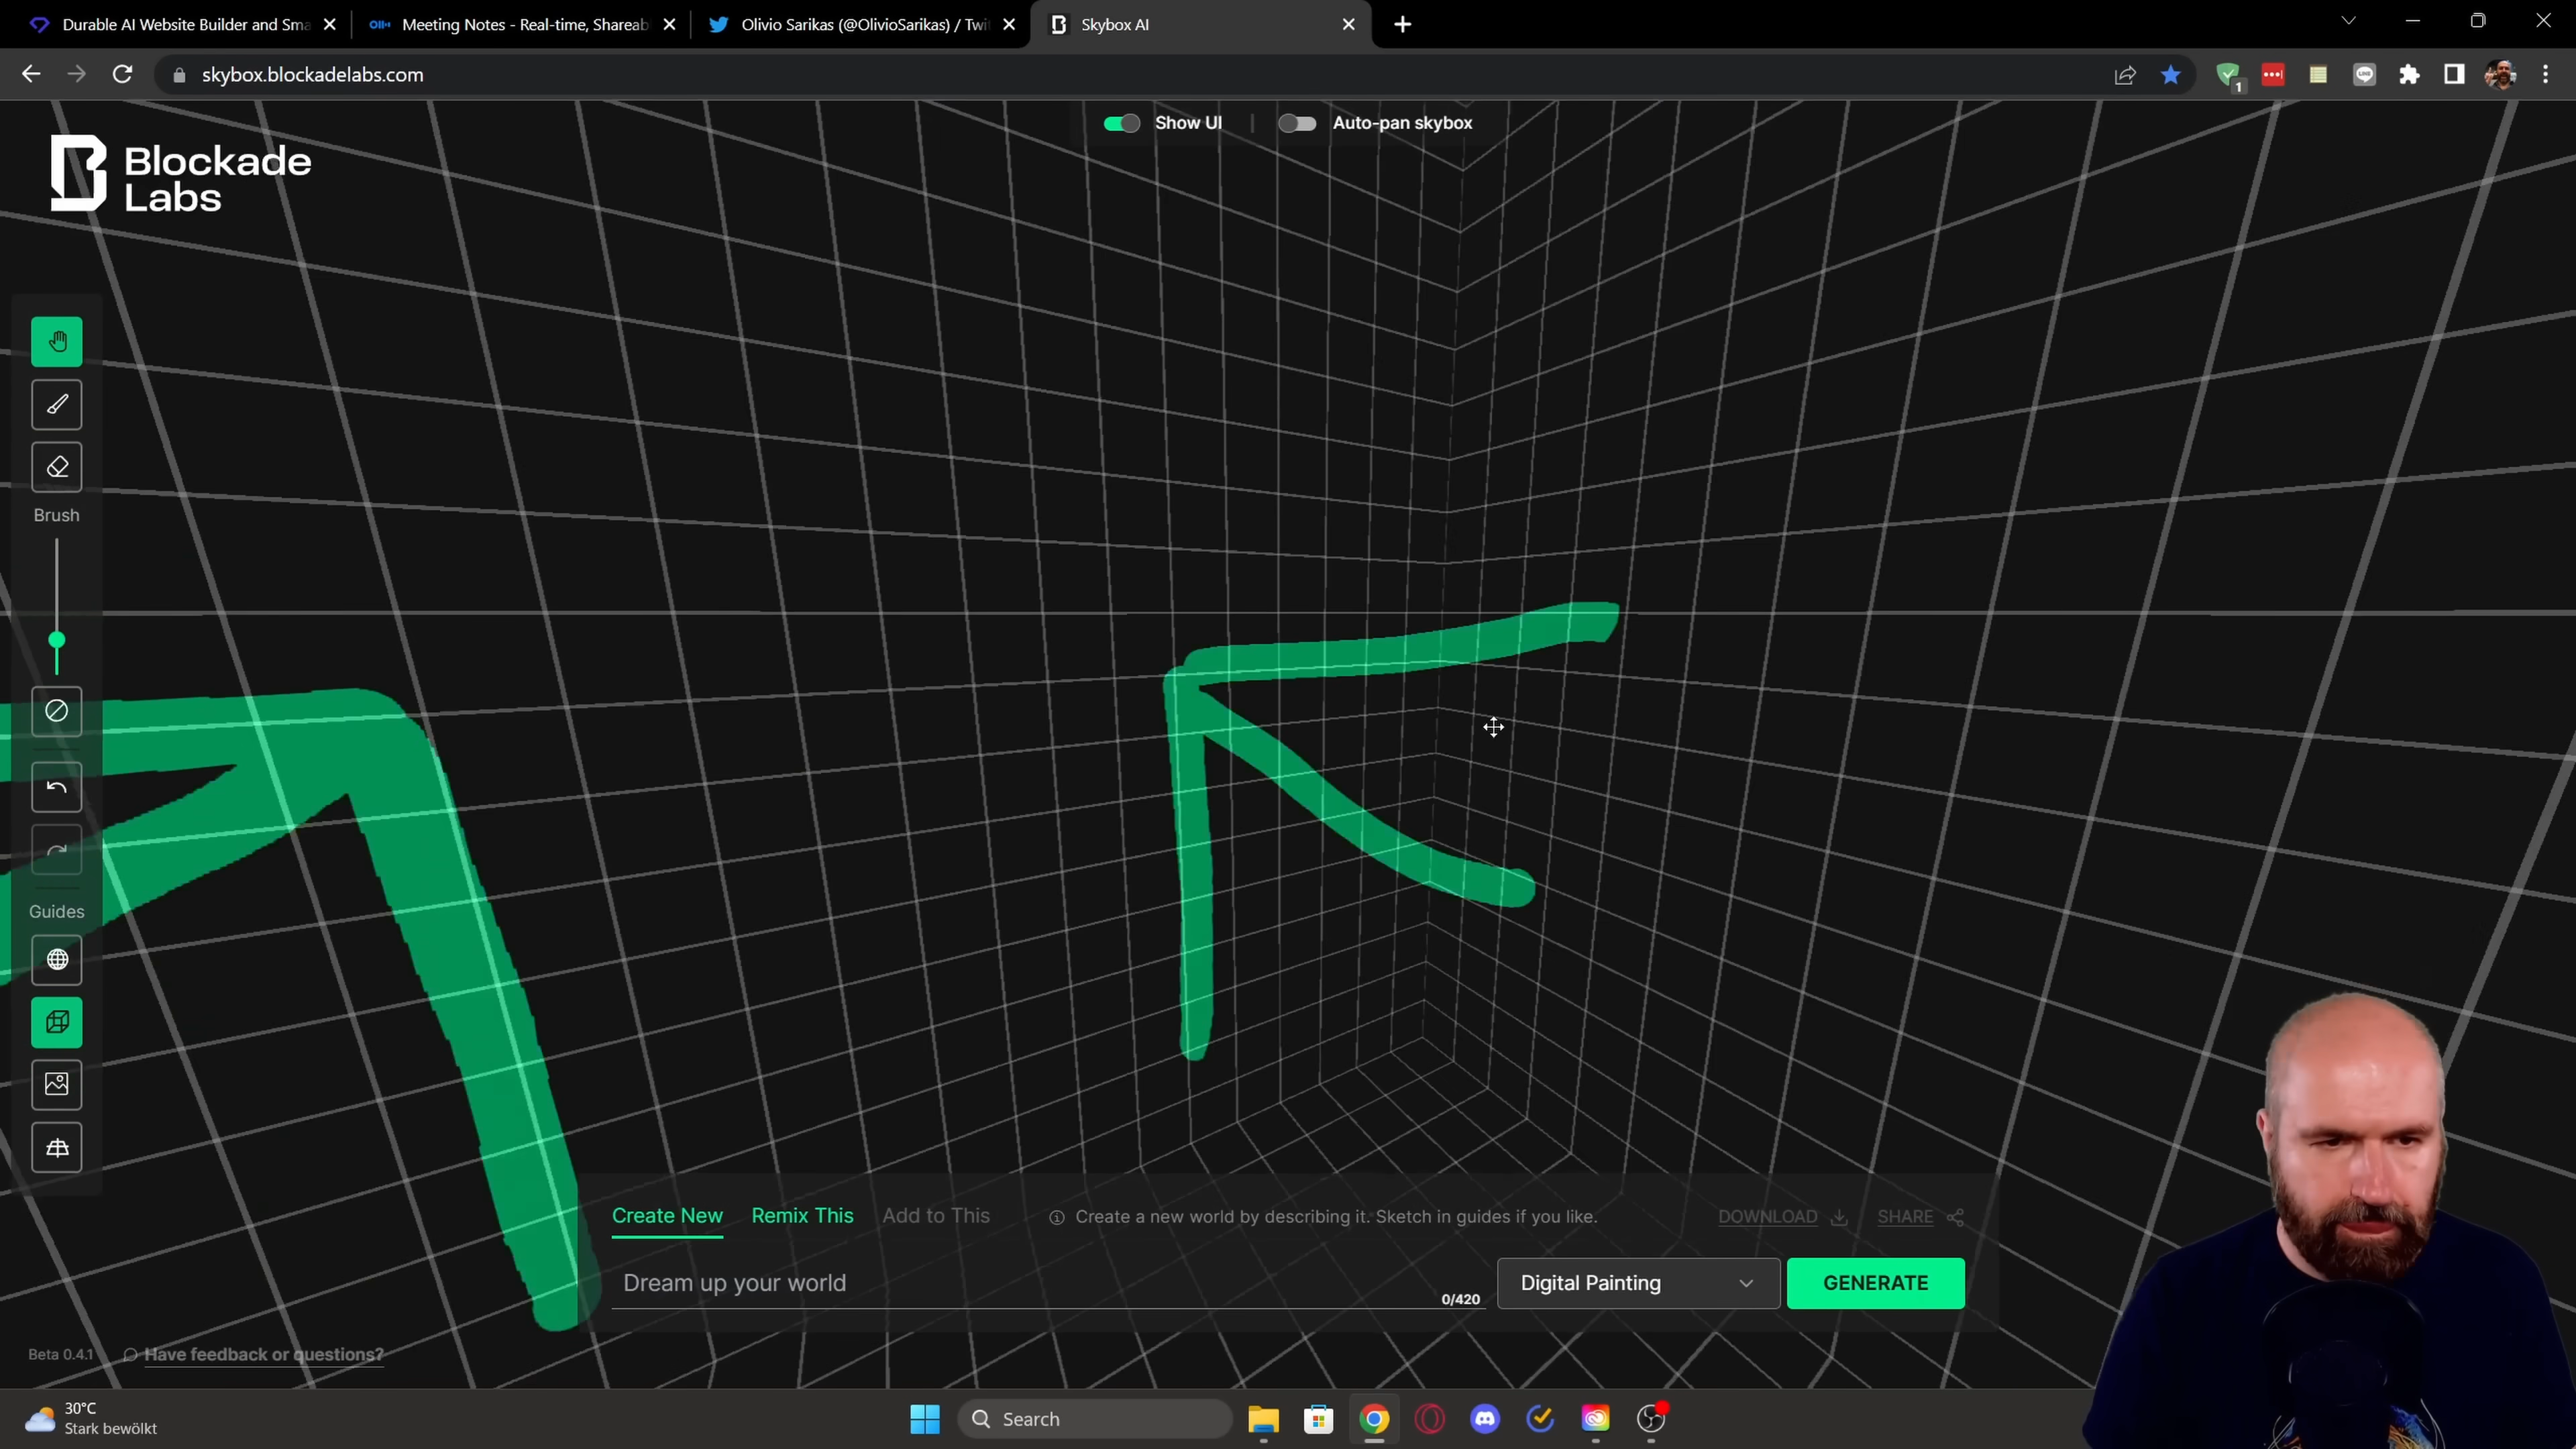 Durable AI Website Builder and Sma
Meeting Notes - Real-time, Shareab
Olivio Sarikas (@OlivioSarikas) / Twi
Skybox AI
skybox.blockadelabs.com
1
Show UI
Auto-pan skybox
Blockade
Labs
Brush
Guides
Create New
Remix This
Add to This
Create a new world by describing it. Sketch in guides if you like.
DOWNLOAD
SHARE
Dream up your world
0/420
Digital Painting
GENERATE
Beta 0.4.1
Have feedback or questions?
30°C
Stark bewölkt
Search